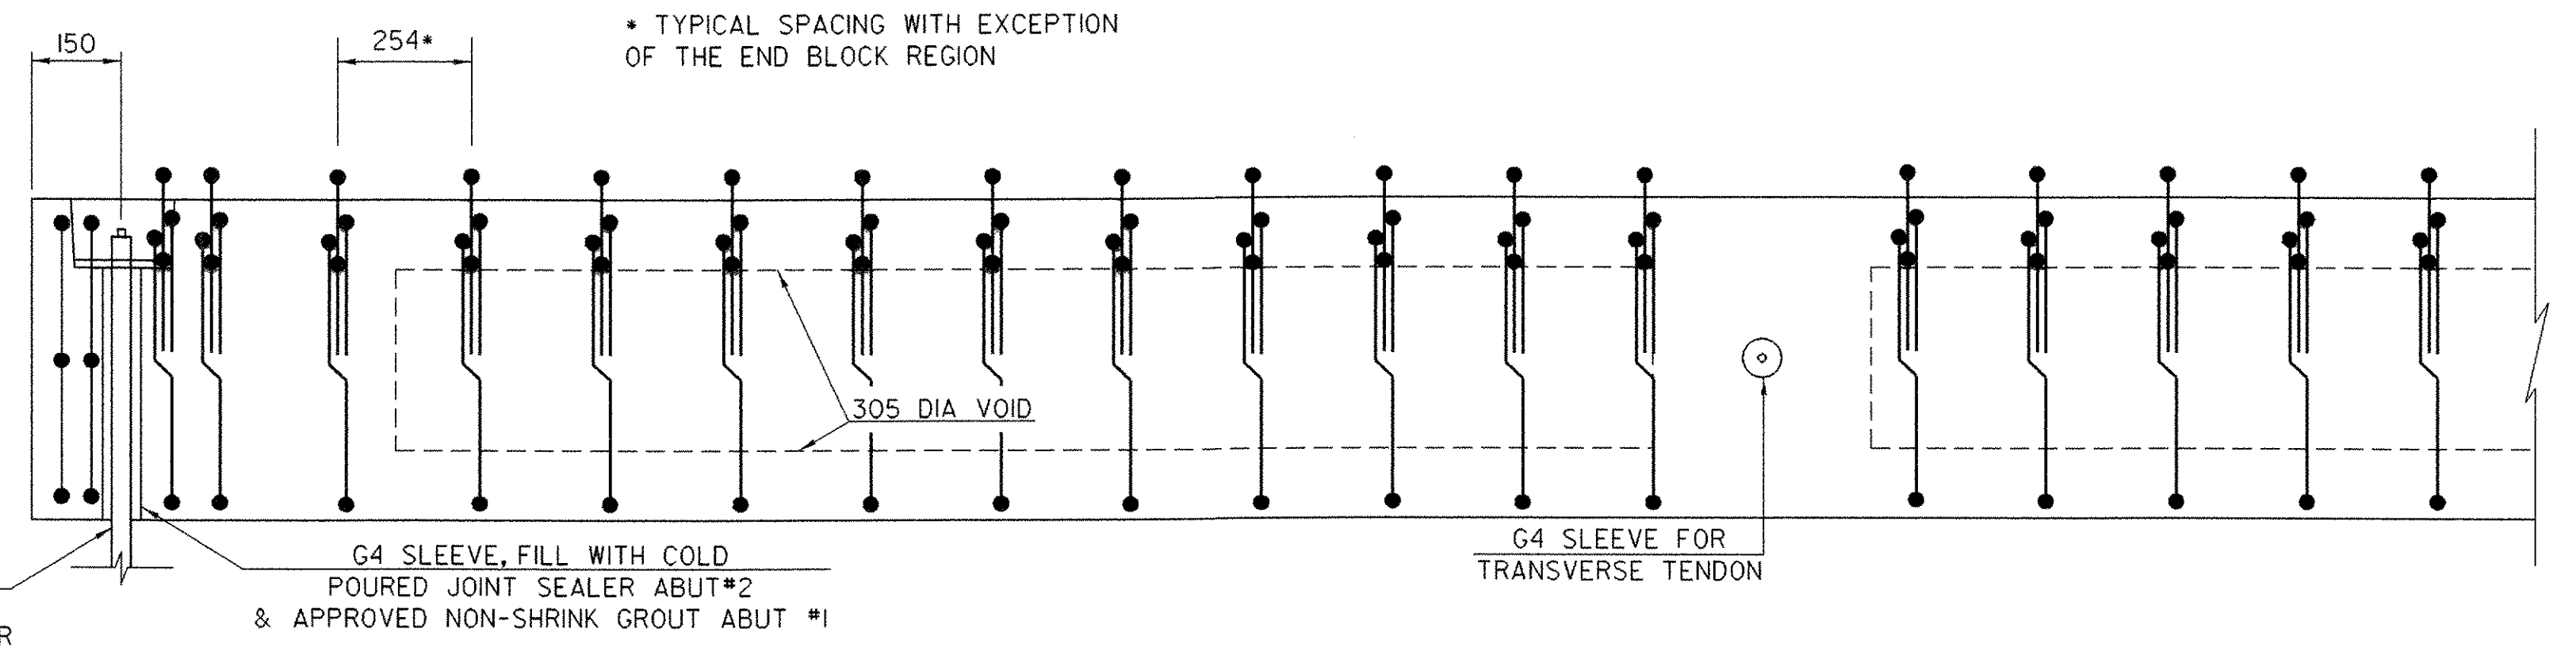 * TYPICAL SPACING WITH EXCEPTION
OF THE END BLOCK REGION
150
254*
305 DIA VOID
G4 SLEEVE, FILL WITH COLD
POURED JOINT SEALER ABUT#2
& APPROVED NON-SHRINK GROUT ABUT #1
G4 SLEEVE FOR
TRANSVERSE TENDON
R